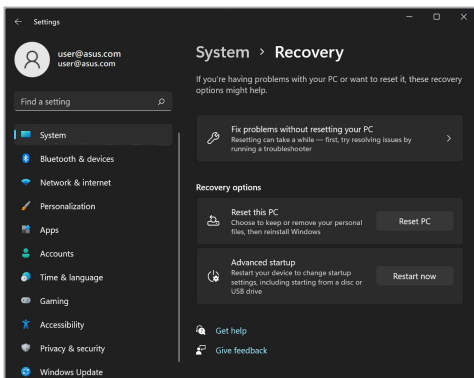 Settings
user@asus.com
user@asus.com
Find a setting
System
Bluetooth & devices
Network & internet
Personalization
Apps
Accounts
Time & language
Gaming
Accessibility
Privacy & security
Windows Update
System > Recovery
If you're having problems with your PC or want to reset it, these recovery
options might help.
Fix problems without resetting your PC
Resetting can take a while — first, try resolving issues by
running a troubleshooter
Recovery options
Reset this PC
Choose to keep or remove your personal
files, then reinstall Windows
Reset PC
Advanced startup
Restart your device to change startup
settings, including starting from a disc or
USB drive
Restart now
Get help
Give feedback